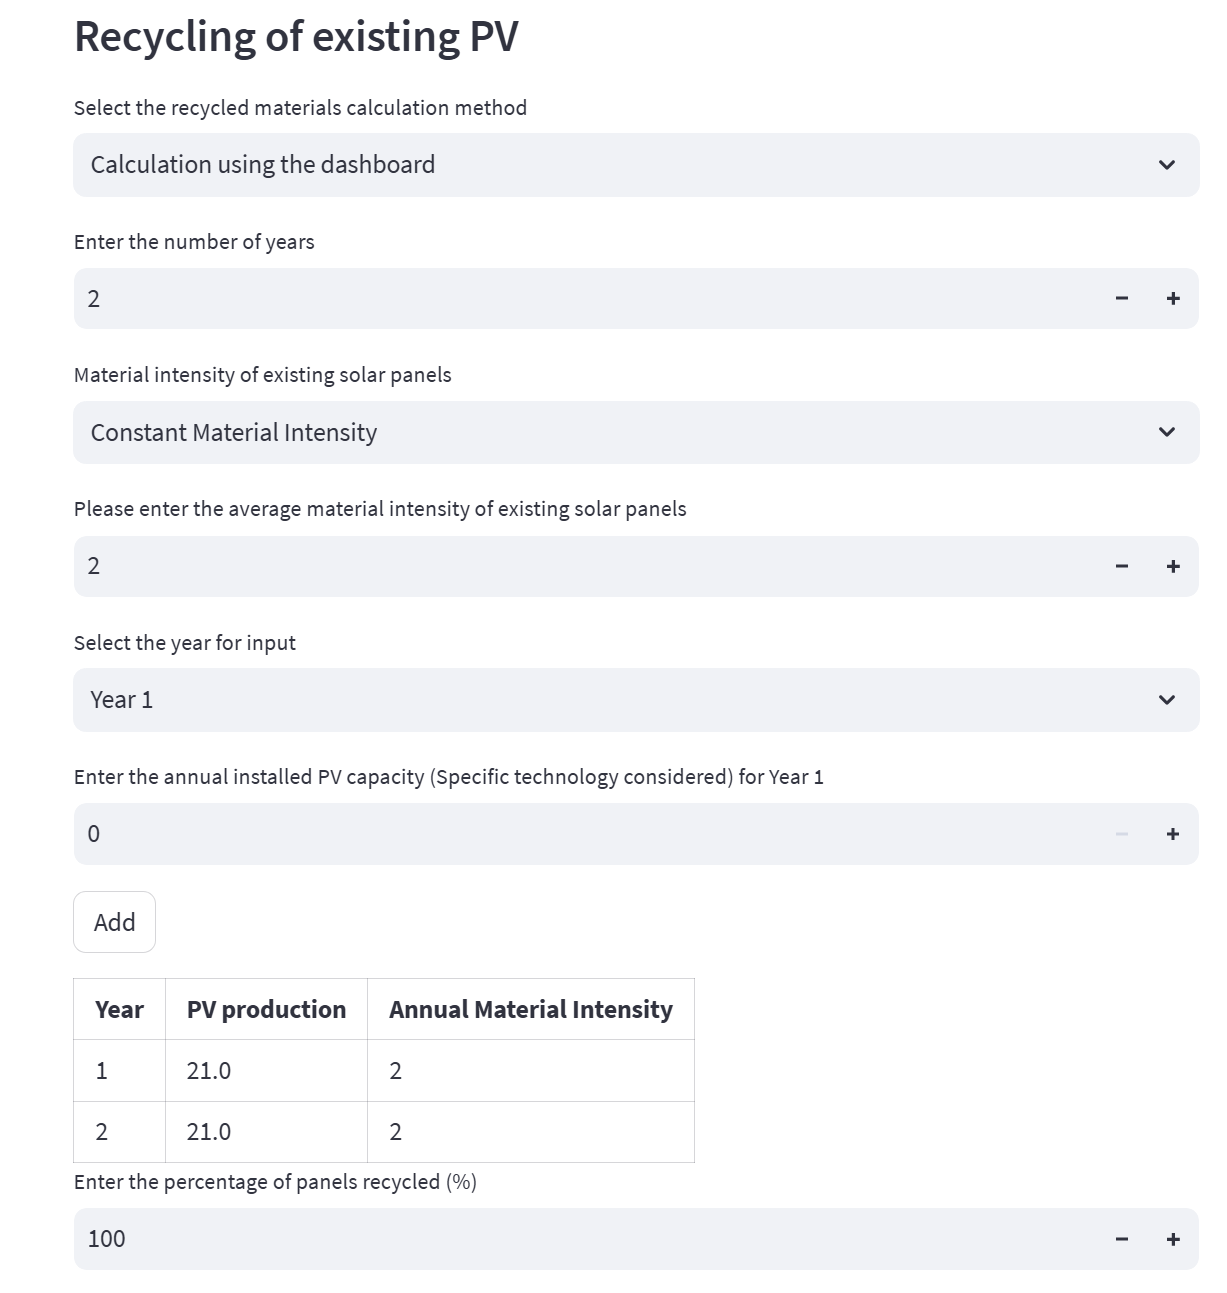 Recycling of existing PV
Select the recycled materials calculation method
Calculation using the dashboard
Enter the number of years
2
Material intensity of existing solar panels
Constant Material Intensity
Please enter the average material intensity of existing solar panels
2
Select the year for input
Year 1
Enter the annual installed PV capacity (Specific technology considered) for Year 1
0
Add
Year PV production Annual Material Intensity
1 21.0 2
2 21.0 2
Enter the percentage of panels recycled (%)
100